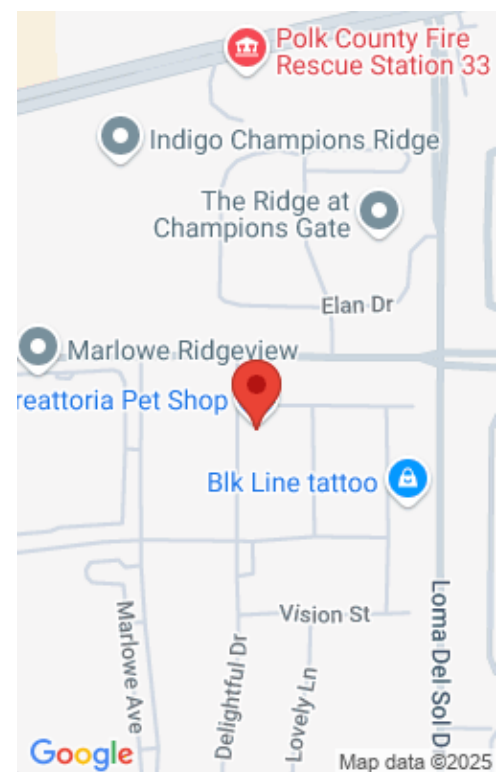 Polk County Fire
Rescue Station 33
Indigo Champions Ridge
The Ridge at
Champions Gate
Elan Dr
Marlowe Ridgeview
reattoria Pet Shop
Blk Line tattoo
Vision St
Marlowe Ave
Delightful Dr
Lovely Ln
Loma Del Sol D
Google
Map data ©2025